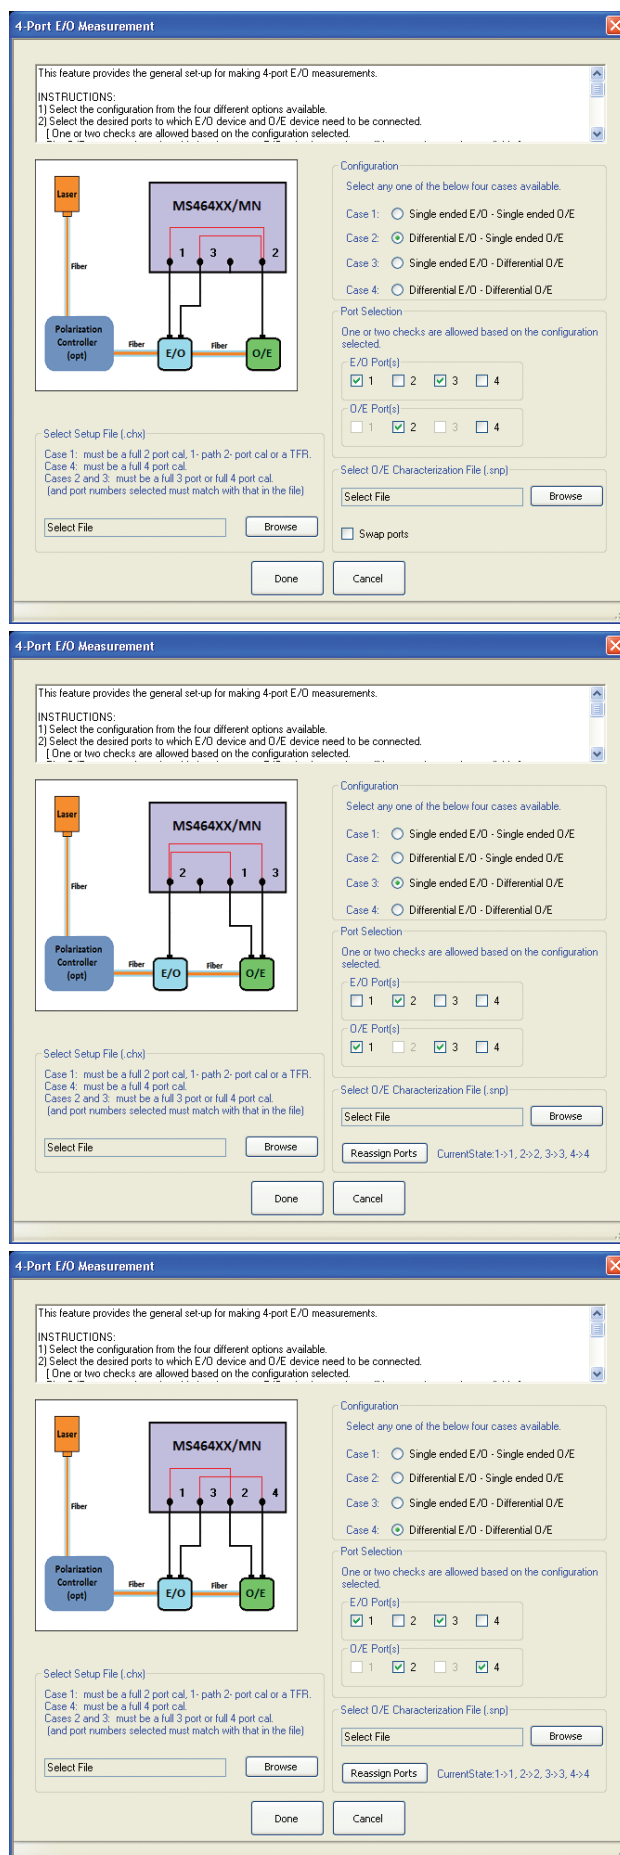 4-Port E/O Measurement
This feature provides the general set-up for making 4-port E/O measurements.
INSTRUCTIONS:
1) Select the configuration from the four different options available.
2) Select the desired ports to which E/O device and O/E device need to be connected.
[ One or two checks are allowed based on the configuration selected.
Laser
Fiber
Polarization
Controller
(opt)
Fiber
MS464XX/MN
1 3 2
E/O
Fiber
O/E
Configuration
Select any one of the below four cases available.
Case 1: Single ended E/O - Single ended O/E
Case 2: Differential E/O - Single ended O/E
Case 3: Single ended E/O - Differential O/E
Case 4: Differential E/O - Differential O/E
Port Selection
One or two checks are allowed based on the configuration
selected.
E/O Port(s)
1 2 3 4
O/E Port(s)
1 2 3 4
Select Setup File (.chx)
Case 1: must be a full 2 port cal, 1- path 2- port cal or a TFR.
Case 4: must be a full 4 port cal.
Cases 2 and 3: must be a full 3 port or full 4 port cal.
(and port numbers selected must match with that in the file)
Select File Browse
Select O/E Characterization File (.snp)
Select File Browse
Swap ports
Done Cancel
4-Port E/O Measurement
This feature provides the general set-up for making 4-port E/O measurements.
INSTRUCTIONS:
1) Select the configuration from the four different options available.
2) Select the desired ports to which E/O device and O/E device need to be connected.
[ One or two checks are allowed based on the configuration selected.
Laser
Fiber
Polarization
Controller
(opt)
Fiber
MS464XX/MN
2 1 3
E/O
Fiber
O/E
Configuration
Select any one of the below four cases available.
Case 1: Single ended E/O - Single ended O/E
Case 2: Differential E/O - Single ended O/E
Case 3: Single ended E/O - Differential O/E
Case 4: Differential E/O - Differential O/E
Port Selection
One or two checks are allowed based on the configuration
selected.
E/O Port(s)
1 2 3 4
O/E Port(s)
1 2 3 4
Select Setup File (.chx)
Case 1: must be a full 2 port cal, 1- path 2- port cal or a TFR.
Case 4: must be a full 4 port cal.
Cases 2 and 3: must be a full 3 port or full 4 port cal.
(and port numbers selected must match with that in the file)
Select File Browse
Select O/E Characterization File (.snp)
Select File Browse
Reassign Ports CurrentState:1->1, 2->2, 3->3, 4->4
Done Cancel
4-Port E/O Measurement
This feature provides the general set-up for making 4-port E/O measurements.
INSTRUCTIONS:
1) Select the configuration from the four different options available.
2) Select the desired ports to which E/O device and O/E device need to be connected.
[ One or two checks are allowed based on the configuration selected.
Laser
Fiber
Polarization
Controller
(opt)
Fiber
MS464XX/MN
1 3 2 4
E/O
Fiber
O/E
Configuration
Select any one of the below four cases available.
Case 1: Single ended E/O - Single ended O/E
Case 2: Differential E/O - Single ended O/E
Case 3: Single ended E/O - Differential O/E
Case 4: Differential E/O - Differential O/E
Port Selection
One or two checks are allowed based on the configuration
selected.
E/O Port(s)
1 2 3 4
O/E Port(s)
1 2 3 4
Select Setup File (.chx)
Case 1: must be a full 2 port cal, 1- path 2- port cal or a TFR.
Case 4: must be a full 4 port cal.
Cases 2 and 3: must be a full 3 port or full 4 port cal.
(and port numbers selected must match with that in the file)
Select File Browse
Select O/E Characterization File (.snp)
Select File Browse
Reassign Ports CurrentState:1->1, 2->2, 3->3, 4->4
Done Cancel